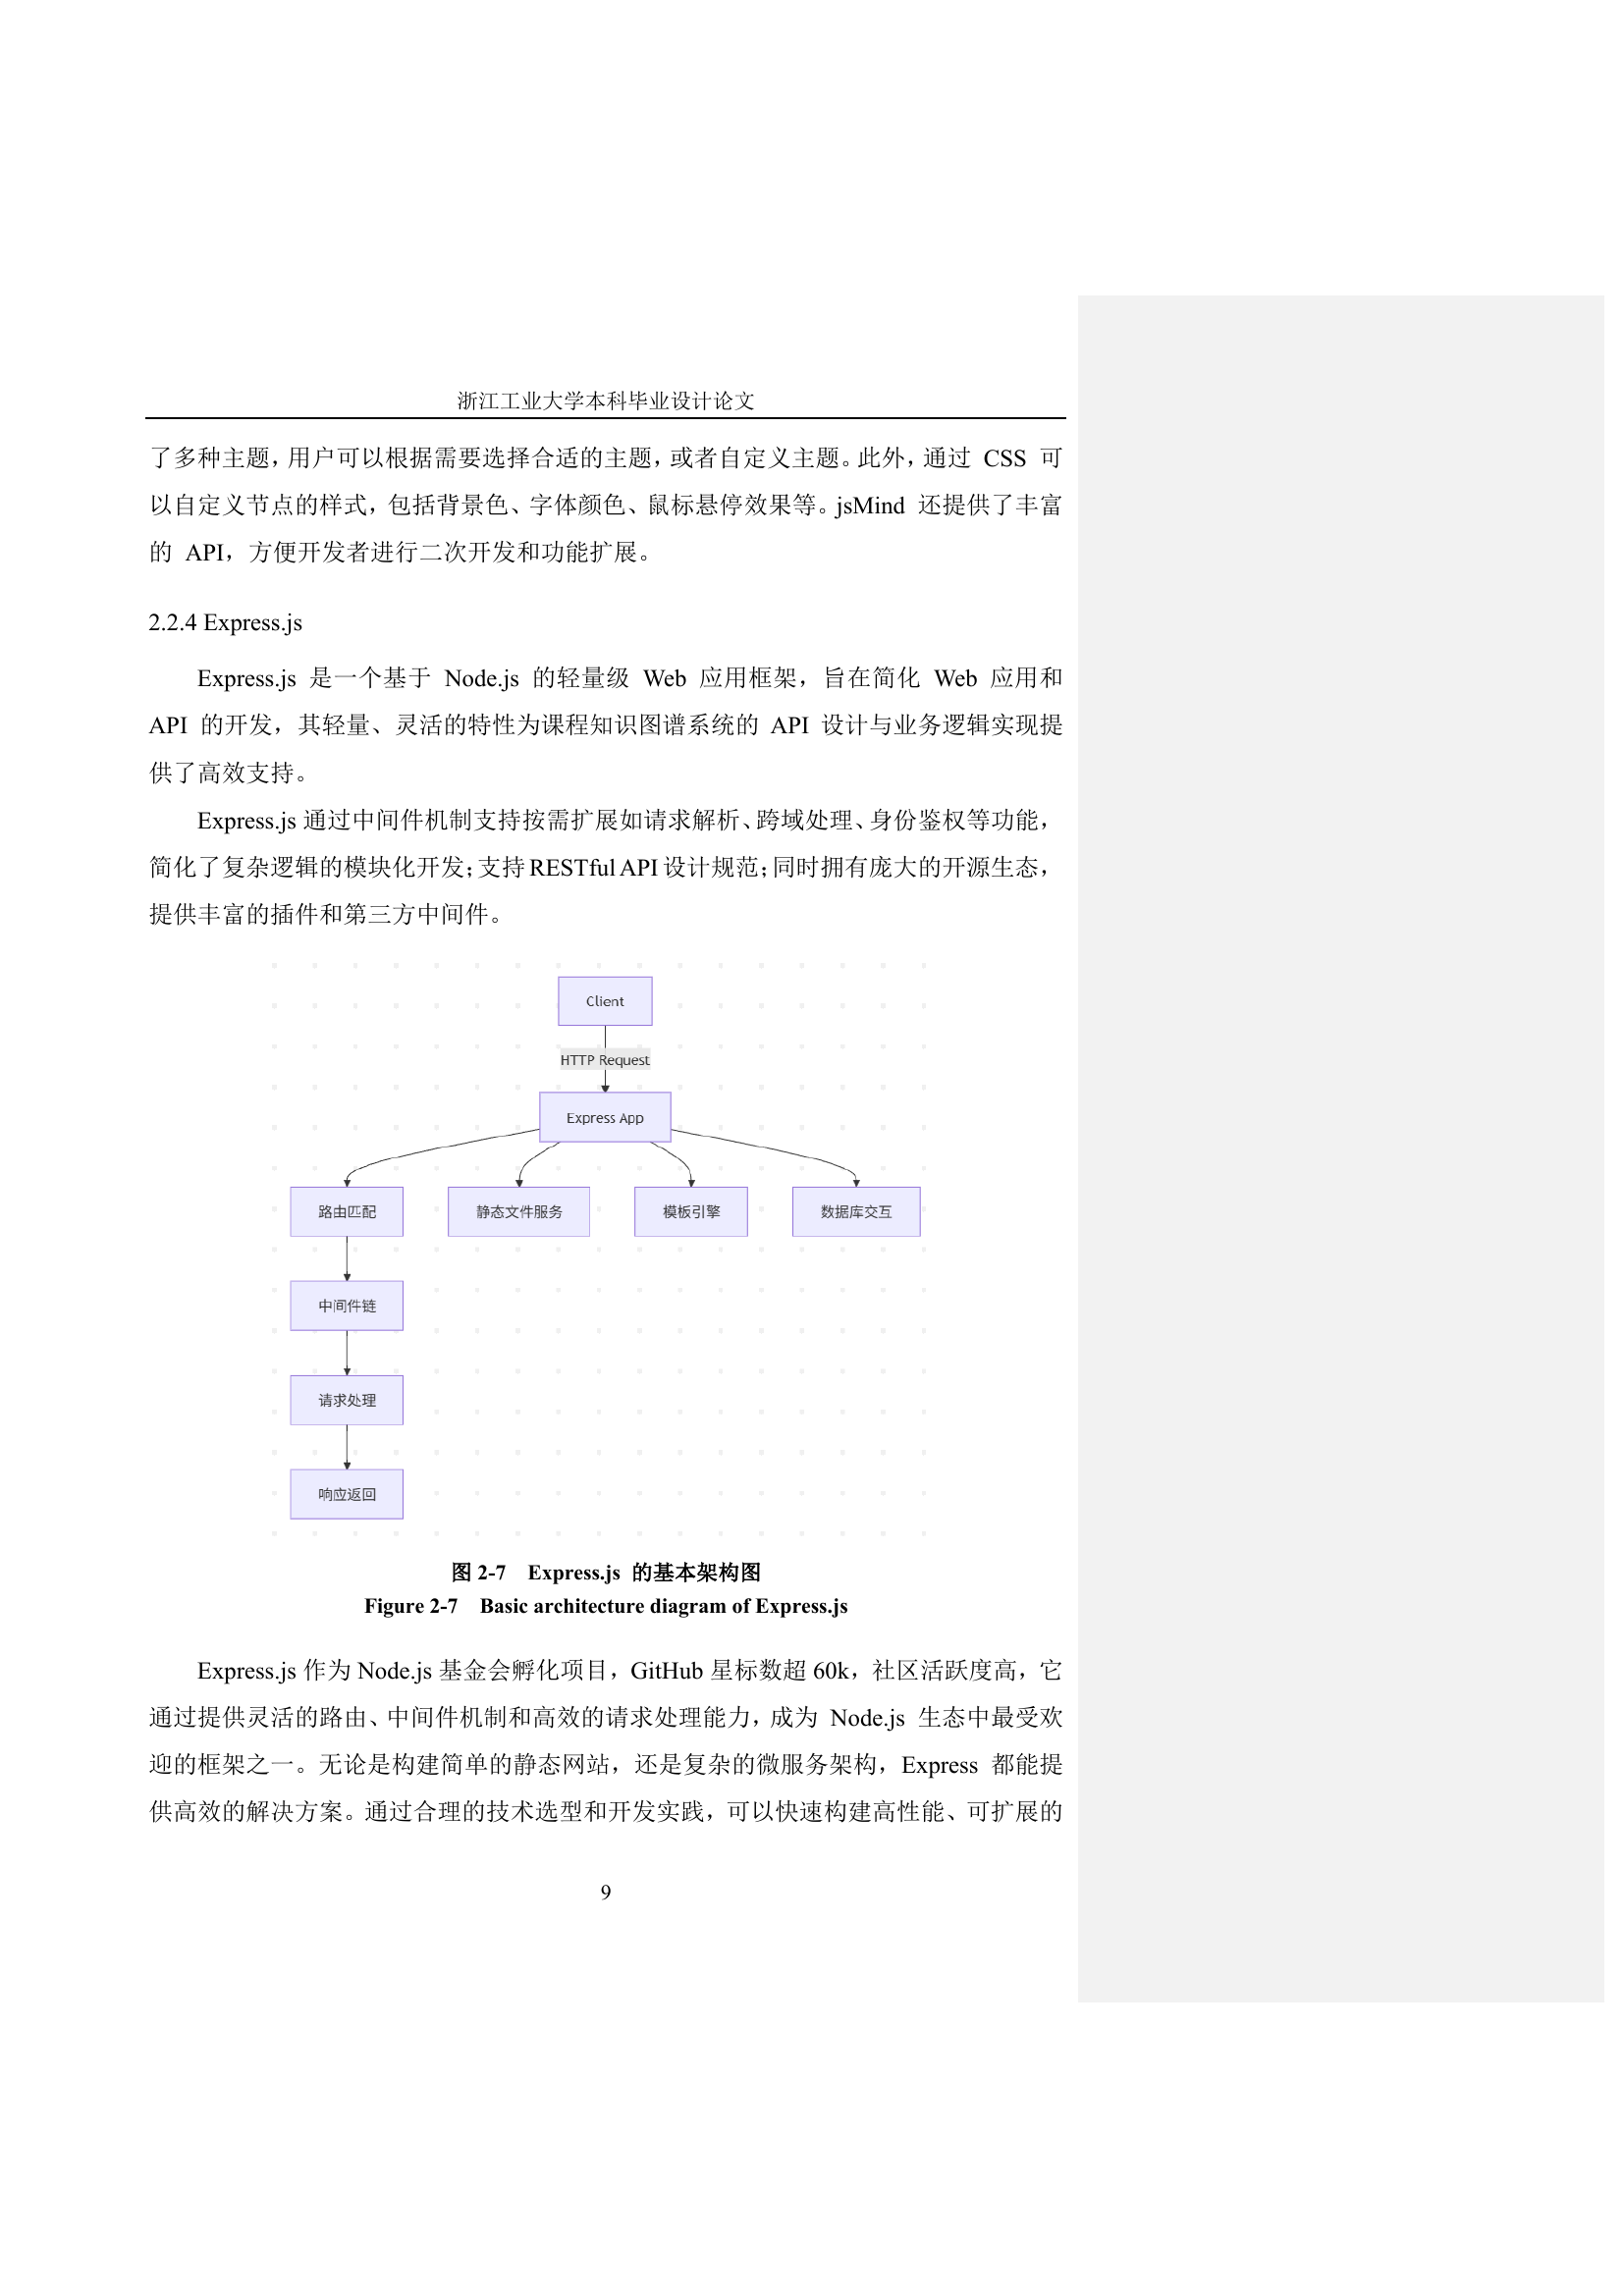 浙江工业大学本科毕业设计论文
了多种主题，用户可以根据需要选择合适的主题，或者自定义主题。此外，通过 CSS 可
以自定义节点的样式，包括背景色、字体颜色、鼠标悬停效果等。jsMind 还提供了丰富
的 API，方便开发者进行二次开发和功能扩展。
2.2.4 Express.js
Express.js 是一个基于 Node.js 的轻量级 Web 应用框架，旨在简化 Web 应用和
API 的开发，其轻量、灵活的特性为课程知识图谱系统的 API 设计与业务逻辑实现提
供了高效支持。
Express.js 通过中间件机制支持按需扩展如请求解析、跨域处理、身份鉴权等功能，
简化了复杂逻辑的模块化开发；支持 RESTful API 设计规范；同时拥有庞大的开源生态，
提供丰富的插件和第三方中间件。
Client
HTTP Request
Express App
路由匹配 静态文件服务 模板引擎 数据库交互
中间件链
请求处理
响应返回
图 2-7 Express.js 的基本架构图
Figure 2-7 Basic architecture diagram of Express.js
Express.js 作为 Node.js 基金会孵化项目，GitHub 星标数超 60k，社区活跃度高，它
通过提供灵活的路由、中间件机制和高效的请求处理能力，成为 Node.js 生态中最受欢
迎的框架之一。无论是构建简单的静态网站，还是复杂的微服务架构，Express 都能提
供高效的解决方案。通过合理的技术选型和开发实践，可以快速构建高性能、可扩展的
9